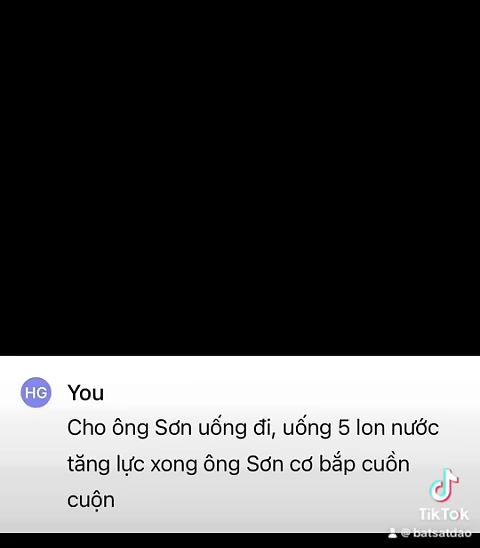 HG
You
Cho ông Sơn uống đi, uống 5 lon nước
tăng lực xong ông Sơn cơ bắp cuồn
cuộn
TikTok
@batsatdao